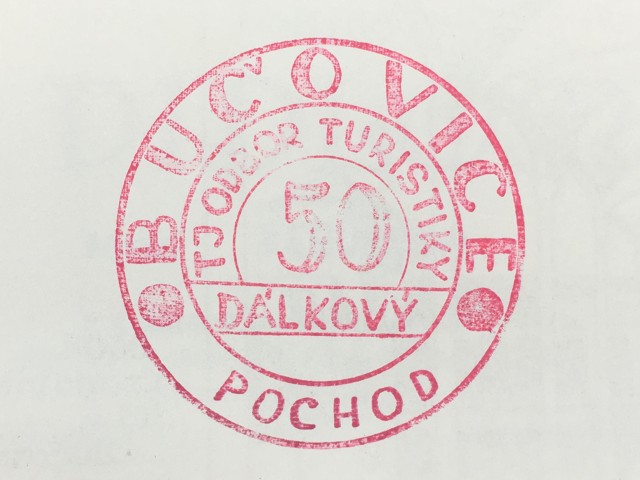 BUČOVICE
TJ ODBOR TURISTIKY
50
DÁLKOVÝ
POCHOD